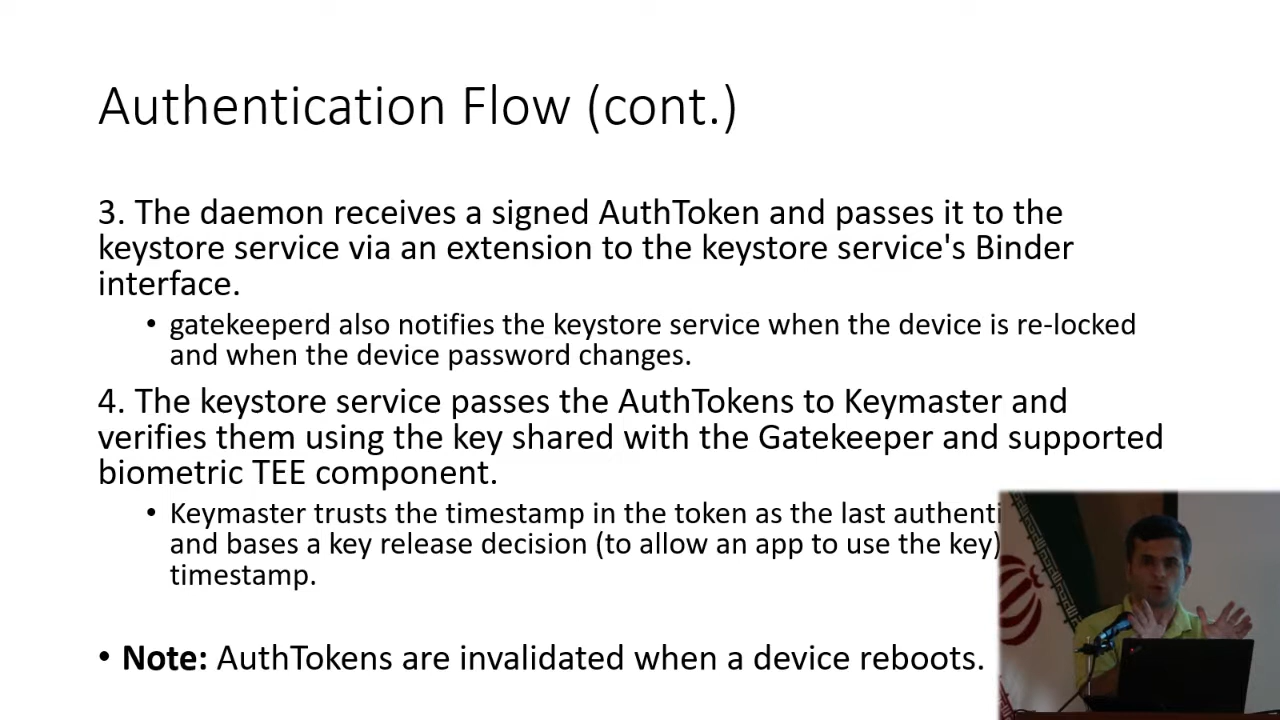 Authentication Flow (cont.)
3. The daemon receives a signed AuthToken and passes it to the
keystore service via an extension to the keystore service's Binder
interface.
• gatekeeperd also notifies the keystore service when the device is re-locked
and when the device password changes.
4. The keystore service passes the AuthTokens to Keymaster and
verifies them using the key shared with the Gatekeeper and supported
biometric TEE component.
• Keymaster trusts the timestamp in the token as the last authenti
and bases a key release decision (to allow an app to use the key)
timestamp.
• Note: AuthTokens are invalidated when a device reboots.